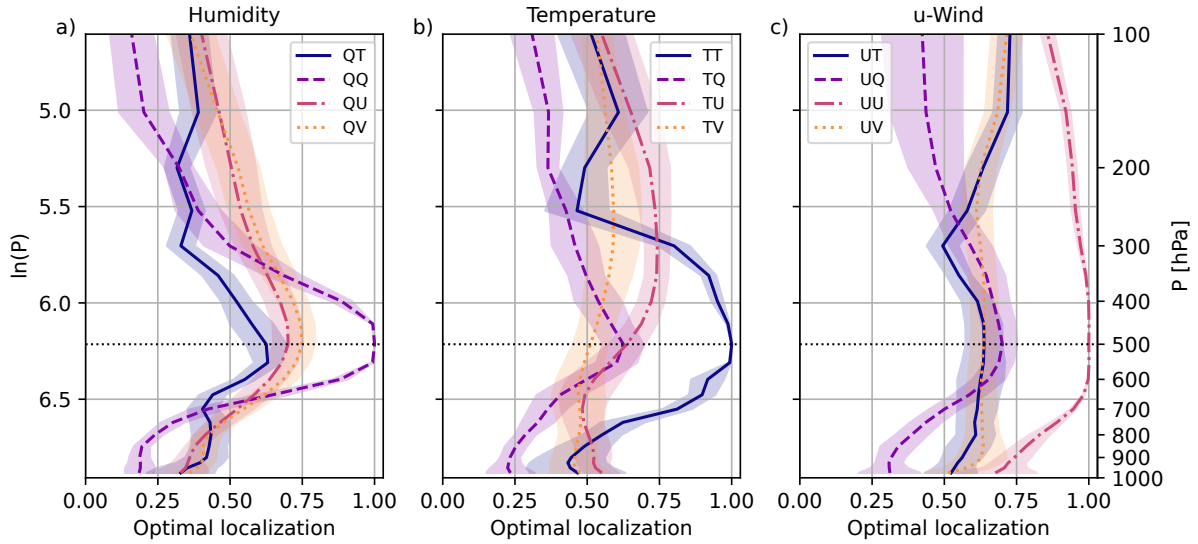 Humidity
Temperature
u-Wind
a)
b)
c)
QT
QQ
QU
QV
TT
TQ
TU
TV
UT
UQ
UU
UV
ln(P)
5.0
5.5
6.0
6.5
100
200
300
400
500
600
700
800
900
1000
P [hPa]
0.00 0.25 0.50 0.75 1.00
0.00 0.25 0.50 0.75 1.00
0.00 0.25 0.50 0.75 1.00
Optimal localization
Optimal localization
Optimal localization